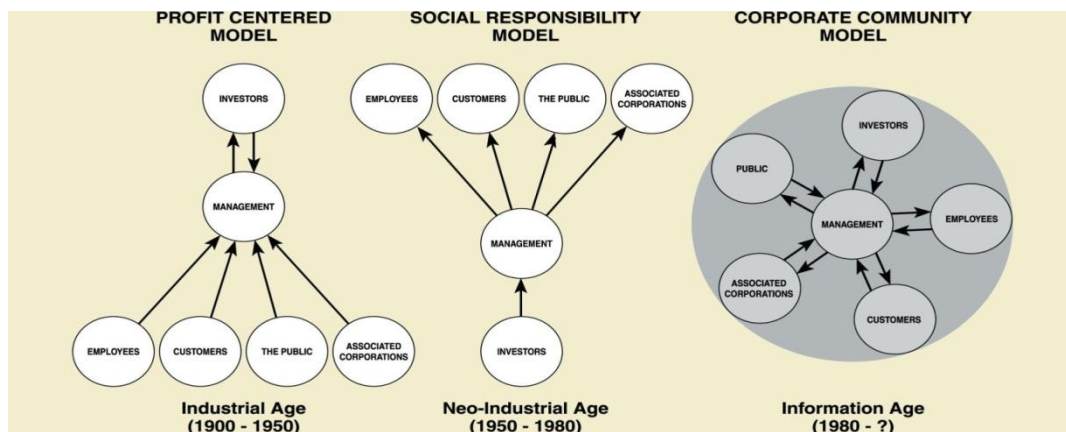 PROFIT CENTERED
MODEL
INVESTORS
MANAGEMENT
EMPLOYEES
CUSTOMERS
THE PUBLIC
ASSOCIATED
CORPORATIONS
Industrial Age
(1900 - 1950)
SOCIAL RESPONSIBILITY
MODEL
EMPLOYEES
CUSTOMERS
THE PUBLIC
ASSOCIATED
CORPORATIONS
MANAGEMENT
INVESTORS
Neo-Industrial Age
(1950 - 1980)
CORPORATE COMMUNITY
MODEL
INVESTORS
PUBLIC
MANAGEMENT
EMPLOYEES
ASSOCIATED
CORPORATIONS
CUSTOMERS
Information Age
(1980 - ?)